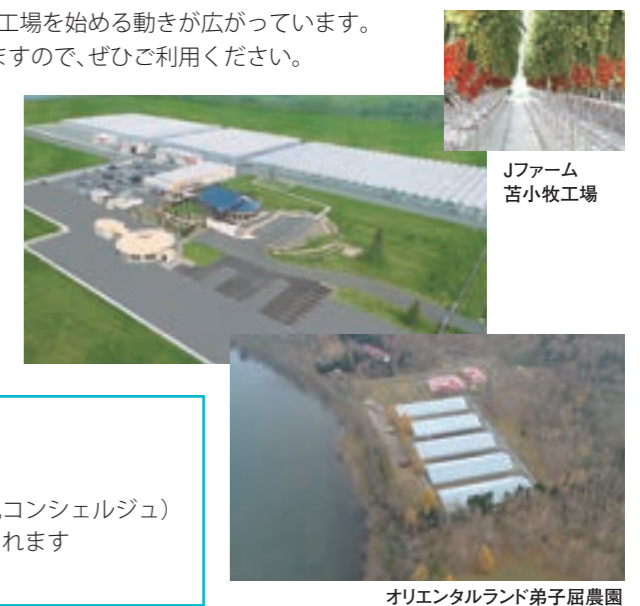 工場を始める動きが広がっています。
ますので、ぜひご利用ください。
Jファーム
苫小牧工場
コンシェルジュ）
れます
オリエンタルランド弟子屈農園